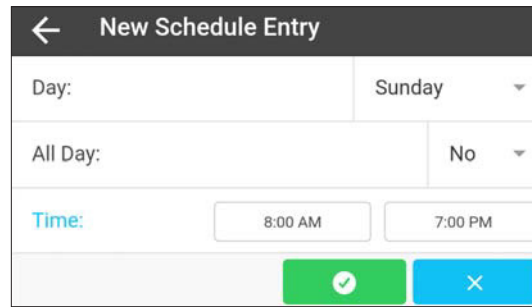 New Schedule Entry
Day: Sunday
All Day: No
Time: 8:00 AM 7:00 PM